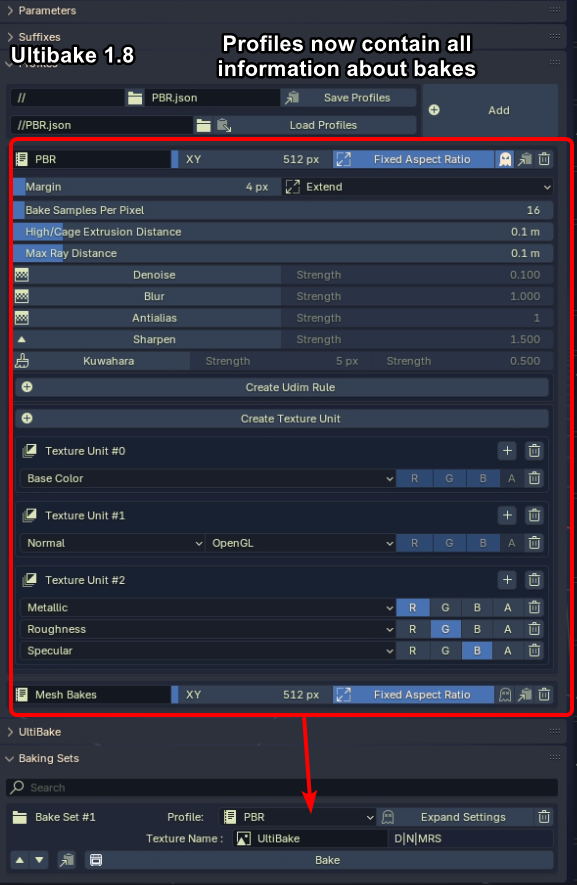 Parameters
Suffixes
Ultibake 1.8
Profiles now contain all
information about bakes
Profiles
//
PBR.json
Save Profiles
Add
//PBR.json
Load Profiles
PBR
XY 512 px
Fixed Aspect Ratio
Margin 4 px
Extend
Bake Samples Per Pixel 16
High/Cage Extrusion Distance 0.1 m
Max Ray Distance 0.1 m
Denoise Strength 0.100
Blur Strength 1.000
Antialias Strength 1
Sharpen Strength 1.500
Kuwahara Strength 5 px Strength 0.500
Create Udim Rule
Create Texture Unit
Texture Unit #0
Base Color R G B A
Texture Unit #1
Normal OpenGL R G B A
Texture Unit #2
Metallic R G B A
Roughness R G B A
Specular R G B A
Mesh Bakes XY 512 px Fixed Aspect Ratio
UltiBake
Baking Sets
Search
Bake Set #1 Profile: PBR Expand Settings
Texture Name : UltiBake D|N|MRS
Bake